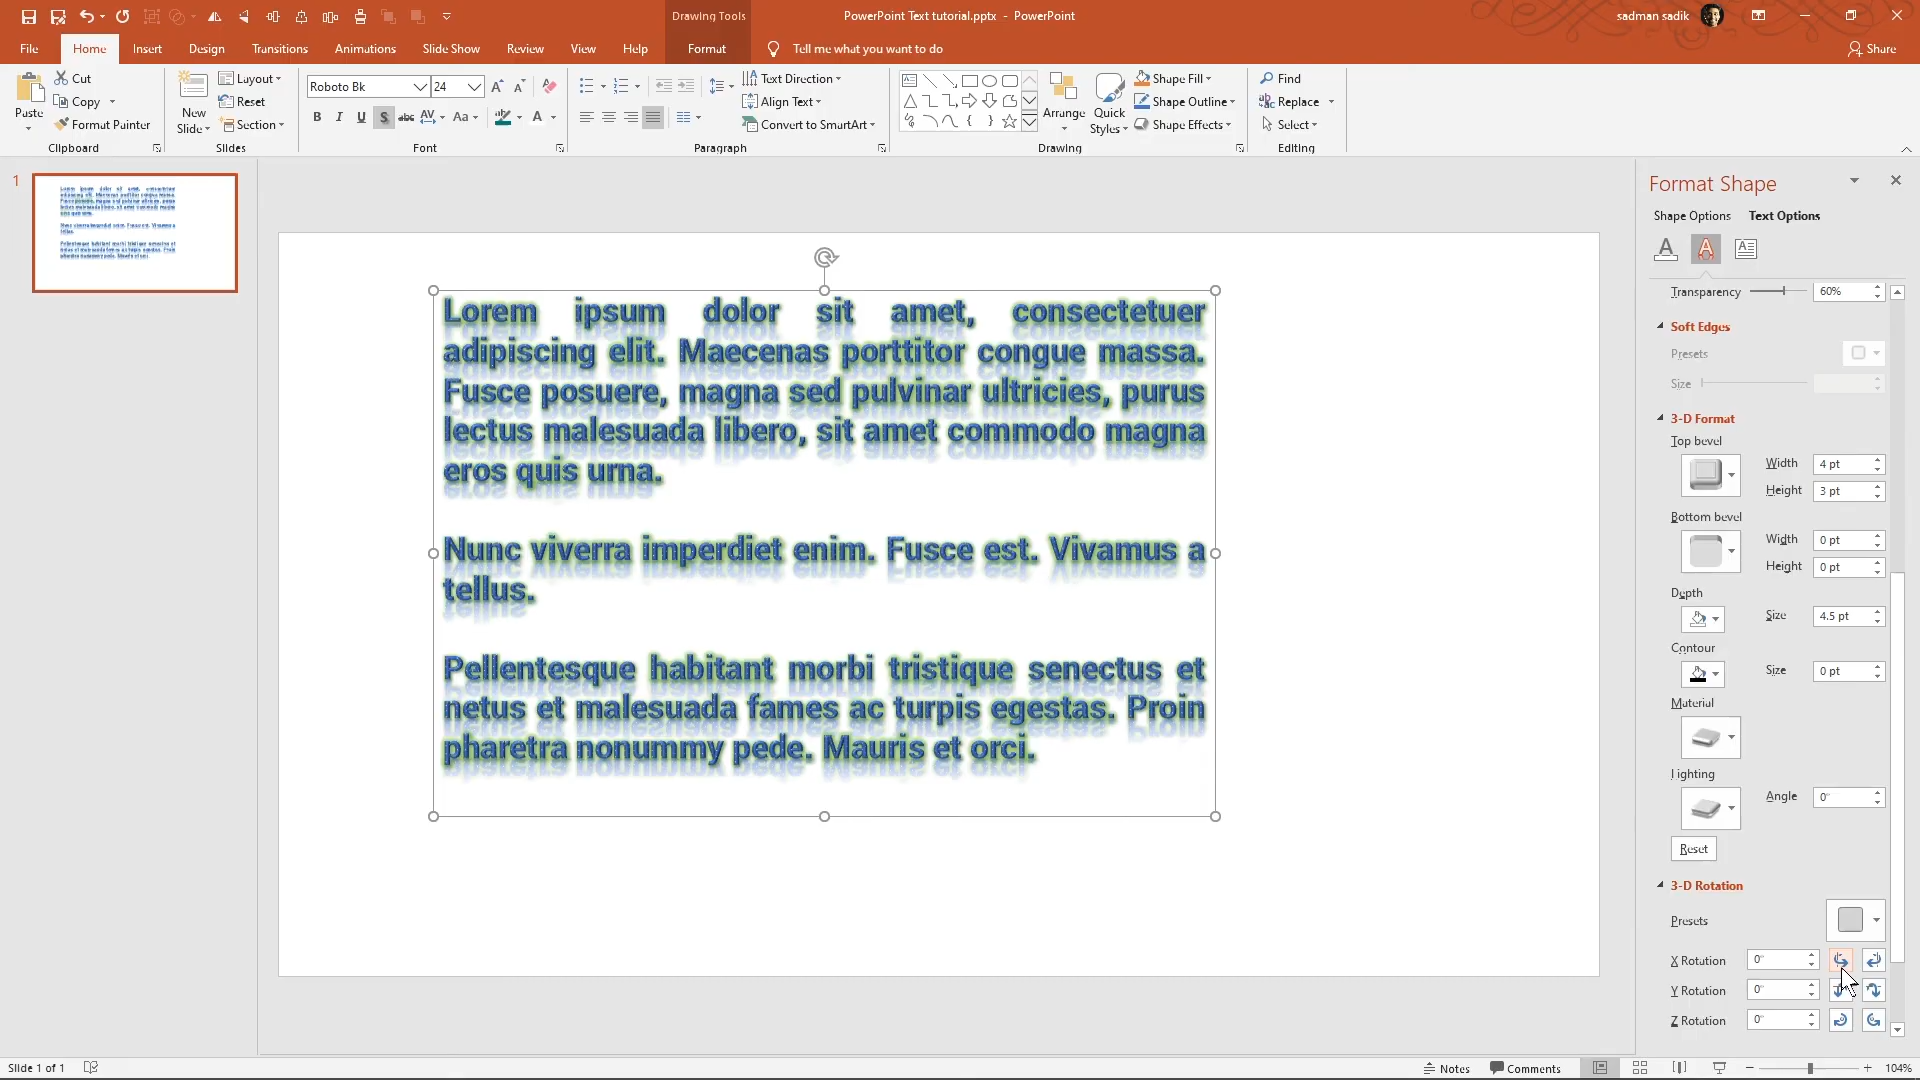 Drawing Tools
PowerPoint Text tutorial.pptx - PowerPoint
sadman sadik
File Home Insert Design Transitions Animations Slide Show Review View Help Format Tell me what you want to do Share
Paste
Cut
Copy
Format Painter
Clipboard
New Slide
Layout
Reset
Section
Slides
Roboto Bk 24
B I U S abc AV Aa A
Font
Text Direction
Align Text
Convert to SmartArt
Paragraph
Arrange
Quick Styles
Shape Fill
Shape Outline
Shape Effects
Drawing
Find
Replace
Select
Editing
1
Lorem ipsum dolor sit amet, consectetuer
adipiscing elit. Maecenas porttitor congue massa.
Fusce posuere, magna sed pulvinar ultricies, purus
lectus malesuada libero, sit amet commodo magna
eros quis urna.
Nunc viverra imperdiet enim. Fusce est. Vivamus a
tellus.
Pellentesque habitant morbi tristique senectus et
netus et malesuada fames ac turpis egestas. Proin
pharetra nonummy pede. Mauris et orci.
Format Shape
Shape Options Text Options
Transparency 60%
Soft Edges
Presets
Size
3-D Format
Top bevel
Width 4 pt
Height 3 pt
Bottom bevel
Width 0 pt
Height 0 pt
Depth
Size 4.5 pt
Contour
Size 0 pt
Material
Lighting
Angle 0°
Reset
3-D Rotation
Presets
X Rotation 0°
Y Rotation 0°
Z Rotation 0°
Slide 1 of 1
Notes Comments 104%